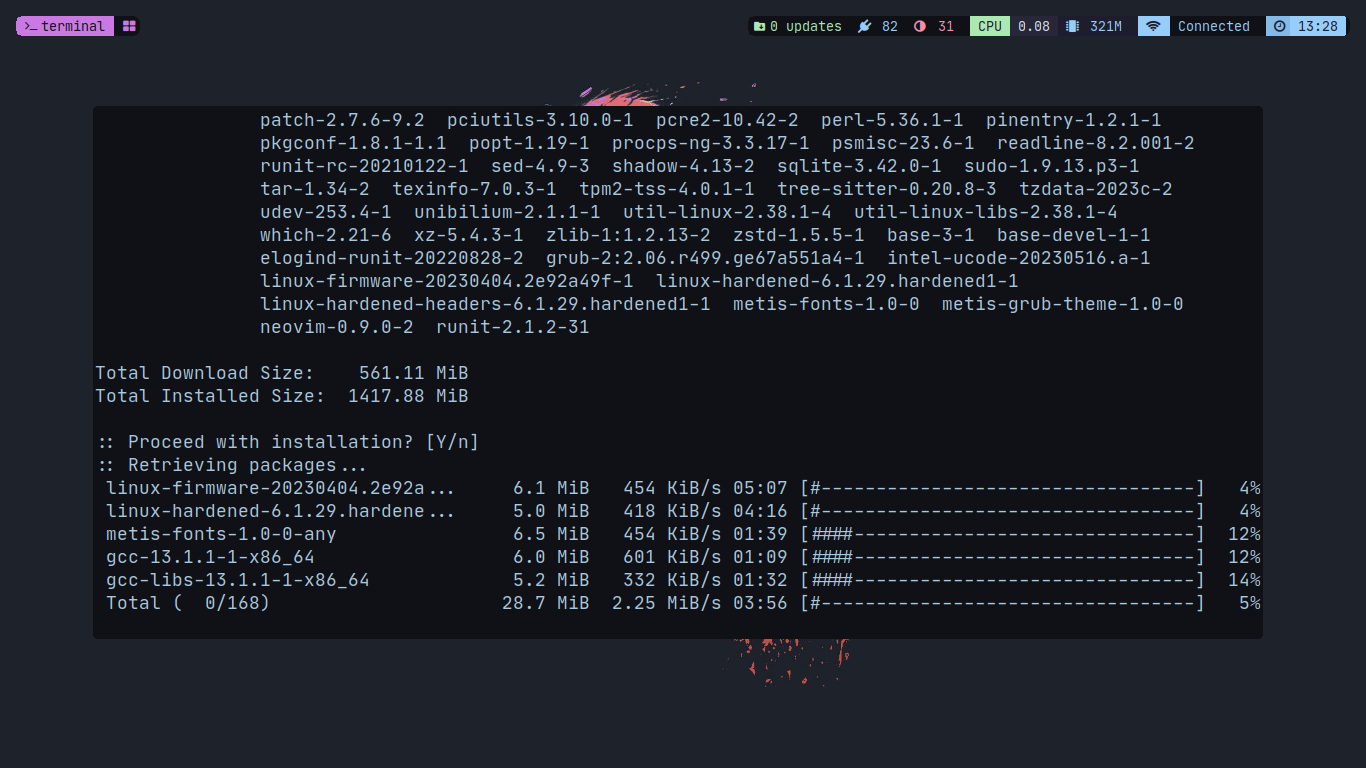 >_ terminal
0 updates 82 31 CPU 0.08 321M Connected 13:28
patch-2.7.6-9.2 pciutils-3.10.0-1 pcre2-10.42-2 perl-5.36.1-1 pinentry-1.2.1-1
pkgconf-1.8.1-1.1 popt-1.19-1 procps-ng-3.3.17-1 psmisc-23.6-1 readline-8.2.001-2
runit-rc-20210122-1 sed-4.9-3 shadow-4.13-2 sqlite-3.42.0-1 sudo-1.9.13.p3-1
tar-1.34-2 texinfo-7.0.3-1 tpm2-tss-4.0.1-1 tree-sitter-0.20.8-3 tzdata-2023c-2
udev-253.4-1 unibilium-2.1.1-1 util-linux-2.38.1-4 util-linux-libs-2.38.1-4
which-2.21-6 xz-5.4.3-1 zlib-1:1.2.13-2 zstd-1.5.5-1 base-3-1 base-devel-1-1
elogind-runit-20220828-2 grub-2:2.06.r499.ge67a551a4-1 intel-ucode-20230516.a-1
linux-firmware-20230404.2e92a49f-1 linux-hardened-6.1.29.hardened1-1
linux-hardened-headers-6.1.29.hardened1-1 metis-fonts-1.0-0 metis-grub-theme-1.0-0
neovim-0.9.0-2 runit-2.1.2-31
Total Download Size: 561.11 MiB
Total Installed Size: 1417.88 MiB
:: Proceed with installation? [Y/n]
:: Retrieving packages...
linux-firmware-20230404.2e92a... 6.1 MiB 454 KiB/s 05:07 [#----------------------------------] 4%
linux-hardened-6.1.29.hardene... 5.0 MiB 418 KiB/s 04:16 [#----------------------------------] 4%
metis-fonts-1.0-0-any 6.5 MiB 454 KiB/s 01:39 [####-------------------------------] 12%
gcc-13.1.1-1-x86_64 6.0 MiB 601 KiB/s 01:09 [####-------------------------------] 12%
gcc-libs-13.1.1-1-x86_64 5.2 MiB 332 KiB/s 01:32 [####-------------------------------] 14%
Total ( 0/168) 28.7 MiB 2.25 MiB/s 03:56 [#----------------------------------] 5%